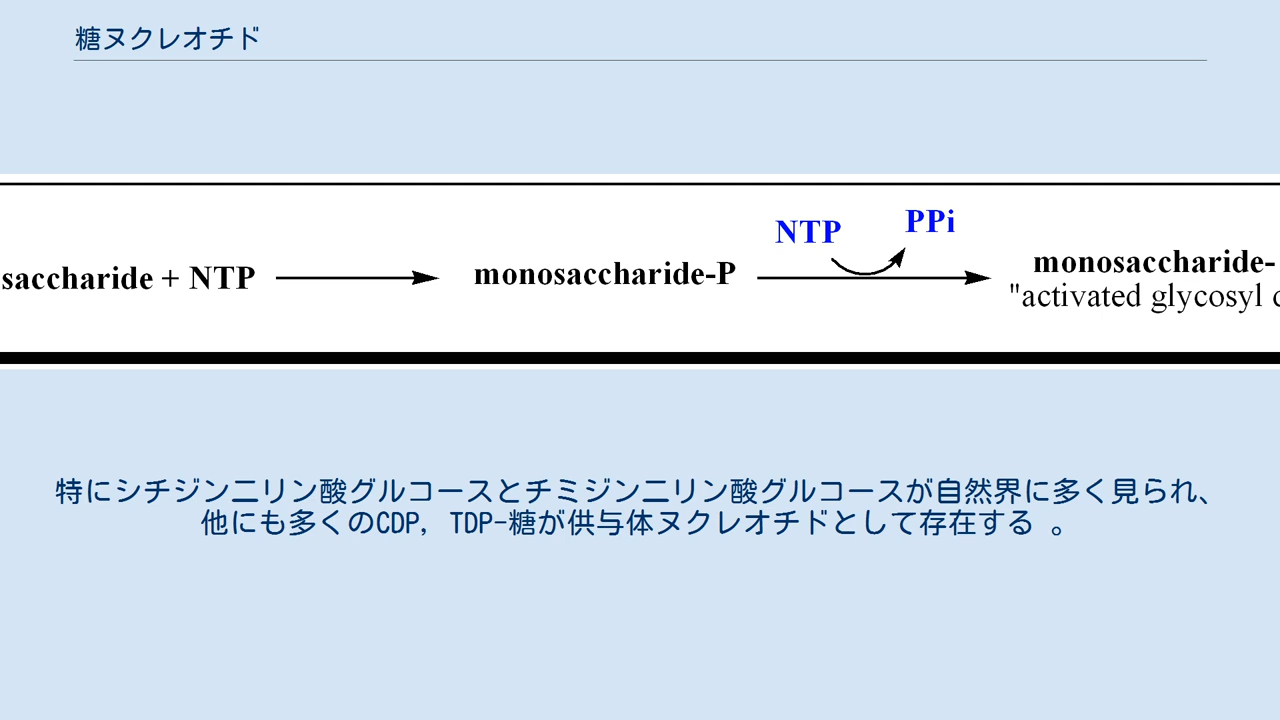 糖ヌクレオチド
NTP
PPi
saccharide + NTP
monosaccharide-P
monosaccharide-
"activated glycosyl
特にシチジン二リン酸グルコースとチミジン二リン酸グルコースが自然界に多く見られ、
他にも多くのCDP, TDP-糖が供与体ヌクレオチドとして存在する 。